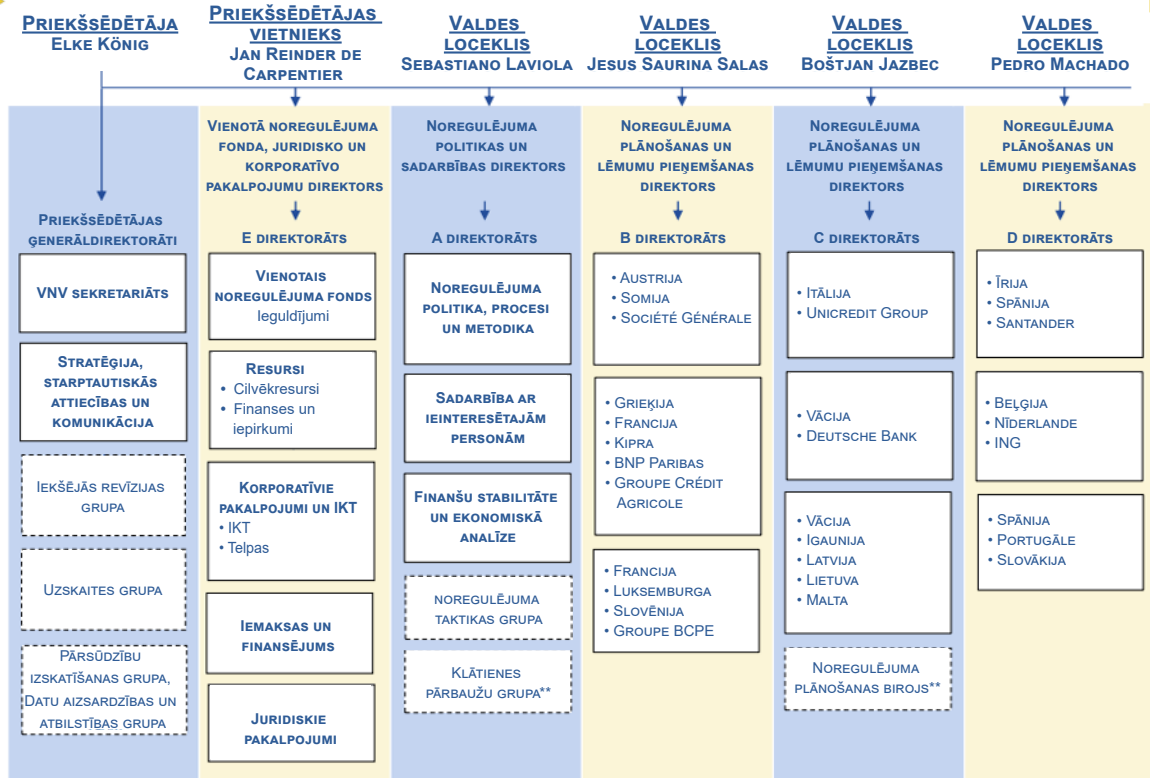 Priekšsēdētāja
Elke König
Priekšsēdētājas
vietnieks
Jan Reinder de
Carpentier
Valdes
loceklis
Sebastiano Laviola
Valdes
loceklis
Jesus Saurina Salas
Valdes
loceklis
Boštjan Jazbec
Valdes
loceklis
Pedro Machado
Priekšsēdētājas
ģenerāldirektorāti
VNV sekretariāts
Stratēģija,
starptautiskās
attiecības un
komunikācija
Iekšējās revīzijas
grupa
Uzskaites grupa
Pārsūdzību
izskatīšanas grupa,
Datu aizsardzības un
atbilstības grupa
Vienotā noregulējuma
fonda, juridisko un
korporatīvo
pakalpojumu direktors
E direktorāts
Vienotais
noregulējuma fonds
Ieguldījumi
Resursi
• Cilvēkresursi
• Finanses un
iepirkumi
Korporatīvie
pakalpojumi un IKT
• IKT
• Telpas
Iemaksas un
finansējums
Juridiskie
pakalpojumi
Noregulējuma
politikas un
sadarbības direktors
A direktorāts
Noregulējuma
politika, procesi
un metodika
Sadarbība ar
ieinteresētajām
personām
Finanšu stabilitāte
un ekonomiskā
analīze
noregulējuma
taktikas grupa
Klātienes
pārbaužu grupa**
Noregulējuma
plānošanas un
lēmumu pieņemšanas
direktors
B direktorāts
• Austrija
• Somija
• Société Générale
• Grieķija
• Francija
• Kipra
• BNP Paribas
• Groupe Crédit
Agricole
• Francija
• Luksemburga
• Slovēnija
• Groupe BCPE
Noregulējuma
plānošanas un
lēmumu pieņemšanas
direktors
C direktorāts
• Itālija
• Unicredit Group
• Vācija
• Deutsche Bank
• Vācija
• Igaunija
• Latvija
• Lietuva
• Malta
Noregulējuma
plānošanas birojs**
Noregulējuma
plānošanas un
lēmumu pieņemšanas
direktors
D direktorāts
• Īrija
• Spānija
• Santander
• Beļģija
• Nīderlande
• ING
• Spānija
• Portugāle
• Slovākija